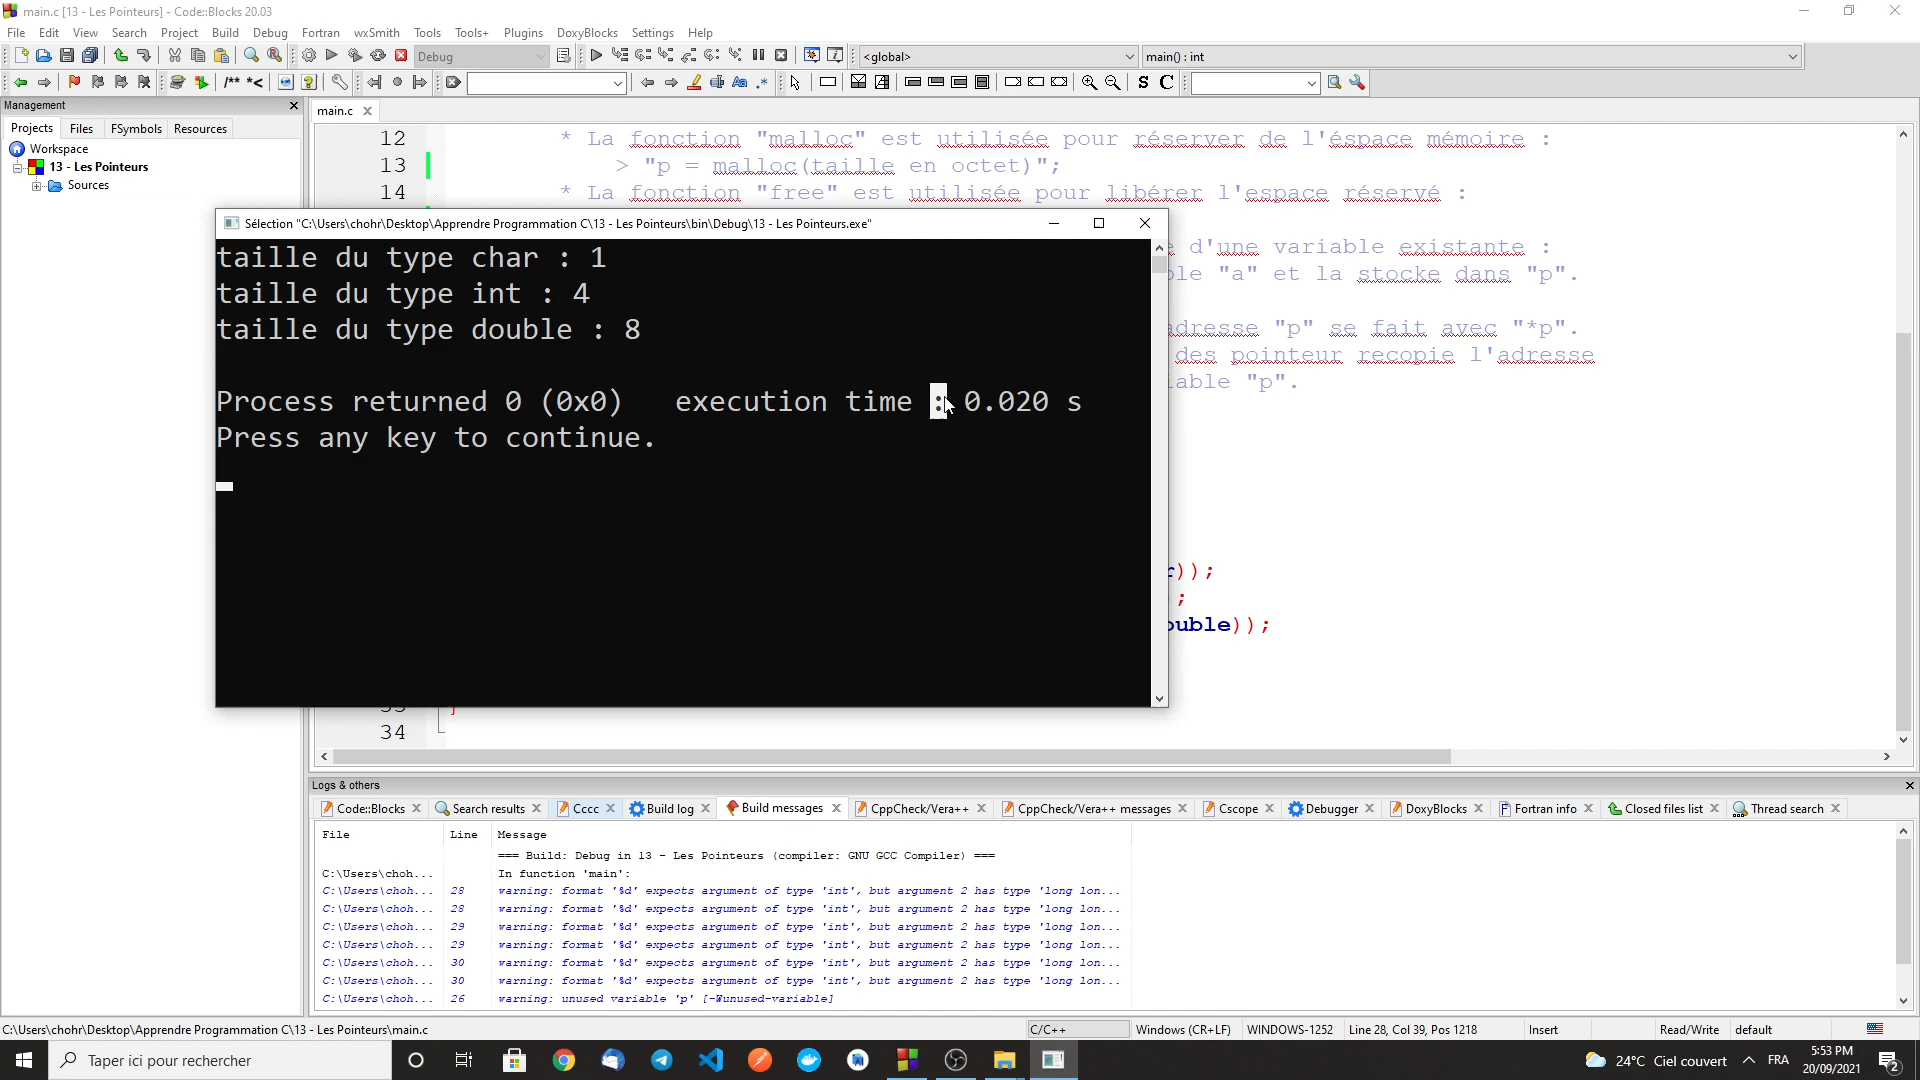 main.c [13 - Les Pointeurs] - Code::Blocks 20.03
File Edit View Search Project Build Debug Fortran wxSmith Tools Tools+ Plugins DoxyBlocks Settings Help
Debug <global> main() : int
/** *< Aa .* S C
Management
Projects Files FSymbols Resources
Workspace
13 - Les Pointeurs
Sources
main.c
12 * La fonction "malloc" est utilisée pour réserver de l'éspace mémoire :
13 > "p = malloc(taille en octet)";
14 * La fonction "free" est utilisée pour libérer l'espace réservé :
Sélection "C:\Users\chohr\Desktop\Apprendre Programmation C\13 - Les Pointeurs\bin\Debug\13 - Les Pointeurs.exe"
taille du type char : 1
taille du type int : 4
taille du type double : 8
Process returned 0 (0x0) execution time : 0.020 s
Press any key to continue.
d'une variable existante :
"a" et la stocke dans "p".
"p" se fait avec "*p".
des pointeur recopie l'adresse
"p".
));
;
));
34
Logs & others
Code::Blocks Search results Cccc Build log Build messages CppCheck/Vera++ CppCheck/Vera++ messages Cscope Debugger DoxyBlocks Fortran info Closed files list Thread search
File Line Message
=== Build: Debug in 13 - Les Pointeurs (compiler: GNU GCC Compiler) ===
C:\Users\choh... In function 'main':
C:\Users\choh... 28 warning: format '%d' expects argument of type 'int', but argument 2 has type 'long lon...
C:\Users\choh... 28 warning: format '%d' expects argument of type 'int', but argument 2 has type 'long lon...
C:\Users\choh... 29 warning: format '%d' expects argument of type 'int', but argument 2 has type 'long lon...
C:\Users\choh... 29 warning: format '%d' expects argument of type 'int', but argument 2 has type 'long lon...
C:\Users\choh... 30 warning: format '%d' expects argument of type 'int', but argument 2 has type 'long lon...
C:\Users\choh... 30 warning: format '%d' expects argument of type 'int', but argument 2 has type 'long lon...
C:\Users\choh... 26 warning: unused variable 'p' [-Wunused-variable]
C:\Users\chohr\Desktop\Apprendre Programmation C\13 - Les Pointeurs\main.c C/C++ Windows (CR+LF) WINDOWS-1252 Line 28, Col 39, Pos 1218 Insert Read/Write default
Taper ici pour rechercher 24°C Ciel couvert FRA 5:53 PM
20/09/2021 2